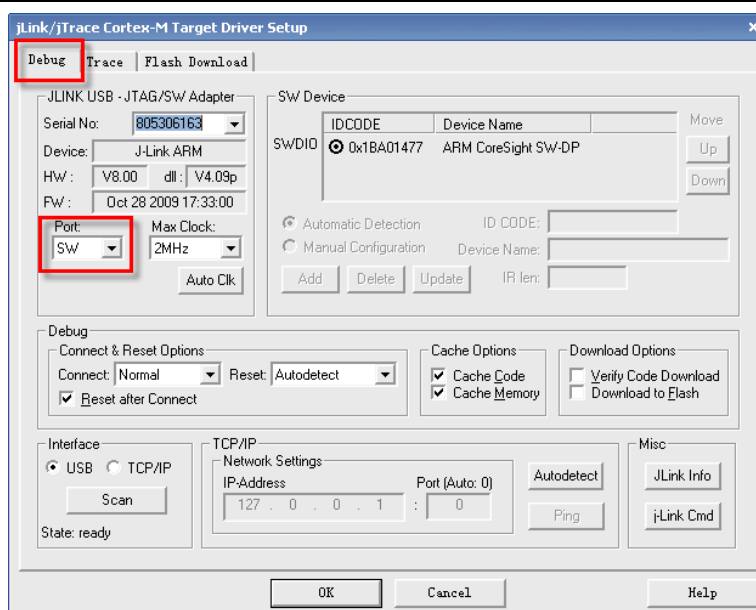 jLink/jTrace Cortex-M Target Driver Setup
Debug Trace Flash Download
JLINK USB - JTAG/SW Adapter
Serial No: 805306163
Device: J-Link ARM
HW : V8.00 dll : V4.09p
FW : Oct 28 2009 17:33:00
Port: Max Clock:
SW 2MHz
Auto Clk
SW Device
IDCODE Device Name Move
SWDIO 0x1BA01477 ARM CoreSight SW-DP Up
Down
Automatic Detection ID CODE:
Manual Configuration Device Name:
Add Delete Update IR len:
Debug
Connect & Reset Options
Connect: Normal Reset: Autodetect
Reset after Connect
Cache Options
Cache Code
Cache Memory
Download Options
Verify Code Download
Download to Flash
Interface
USB TCP/IP
Scan
State: ready
TCP/IP
Network Settings
IP-Address Port (Auto: 0)
127 . 0 . 0 . 1 : 0
Autodetect
Ping
Misc
JLink Info
j-Link Cmd
OK Cancel Help